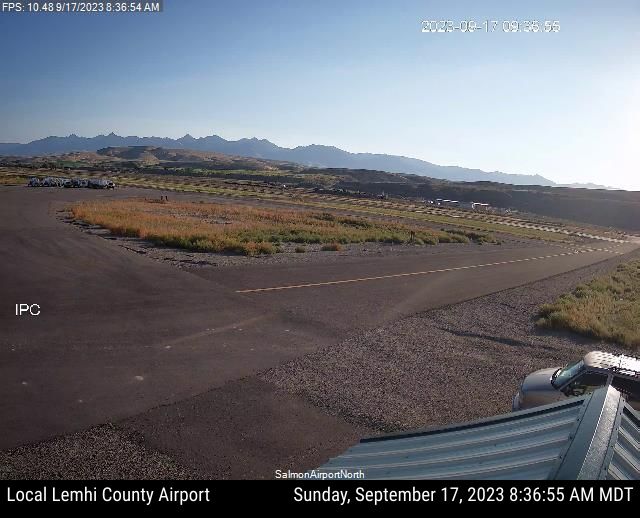 FPS: 10.48 9/17/2023 8:36:54 AM
2023-09-17 09:36:55
IPC
SalmonAirportNorth
Local Lemhi County Airport
Sunday, September 17, 2023 8:36:55 AM MDT